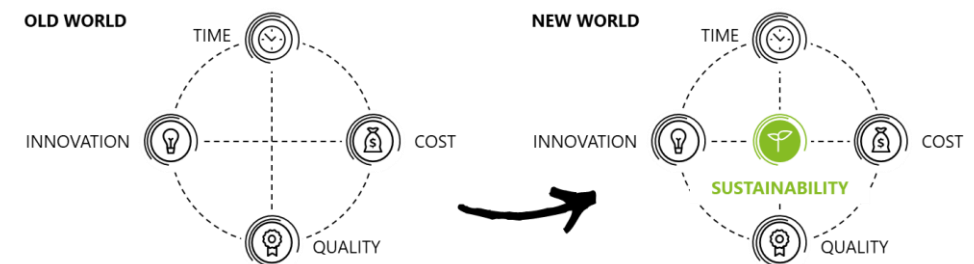 OLD WORLD
TIME
INNOVATION
$
COST
QUALITY
NEW WORLD
TIME
INNOVATION
$
COST
SUSTAINABILITY
QUALITY